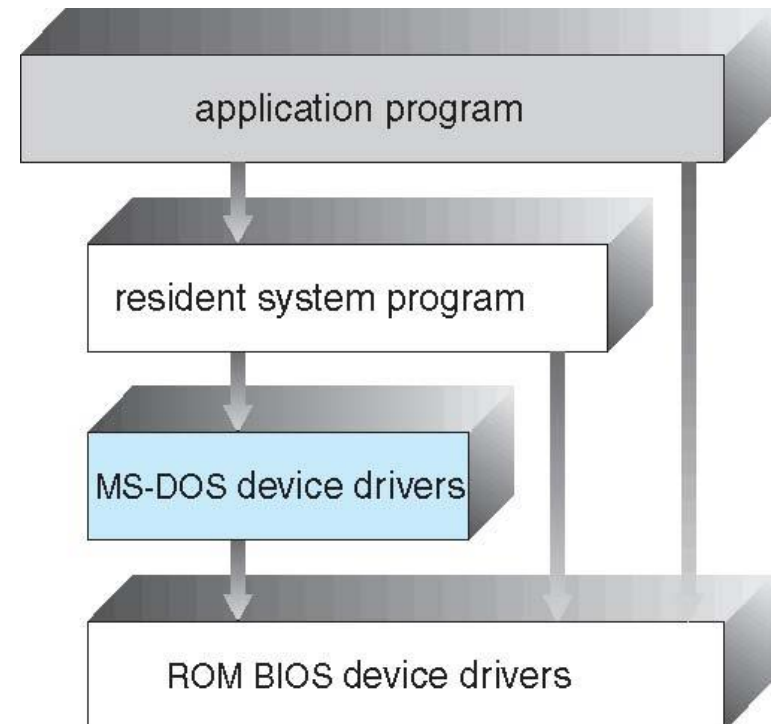 application program
resident system program
MS-DOS device drivers
ROM BIOS device drivers